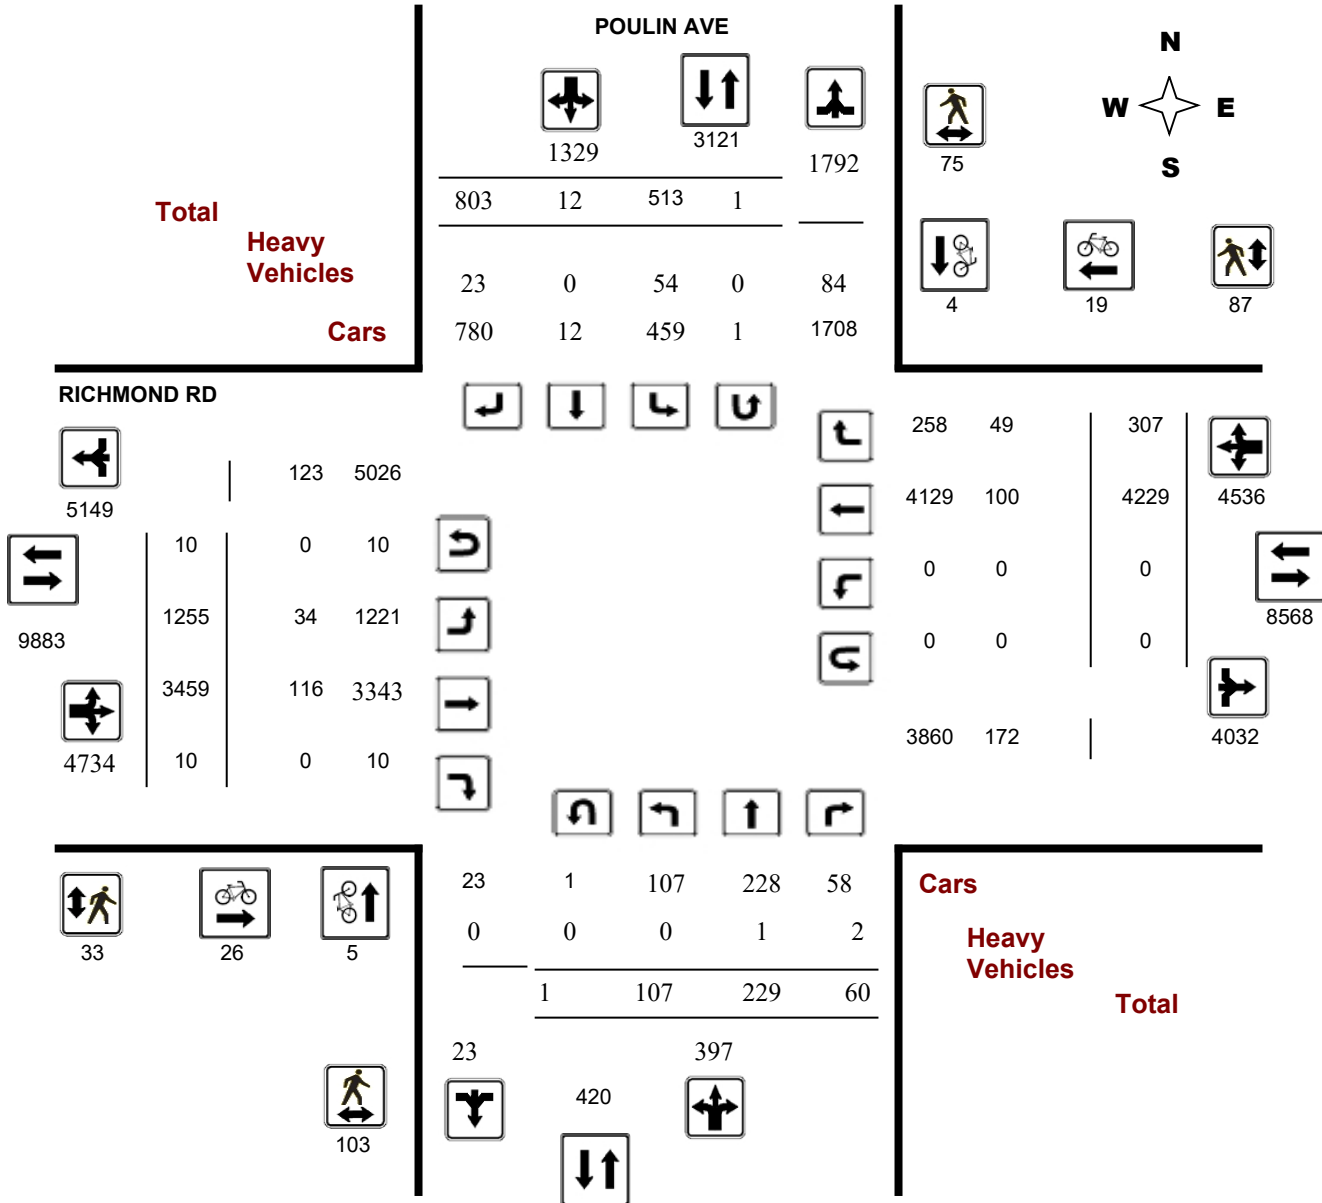 POULIN AVE
N
W E
S
1329 3121 1792 75
803 12 513 1
Total
Heavy
Vehicles
23 0 54 0 84
4 19 87
Cars 780 12 459 1 1708
RICHMOND RD
258 49 307
123 5026
5149
4129 100 4229 4536
10 0 10
0 0 0
1255 34 1221
8568
9883
0 0 0
3459 116 3343
3860 172 4032
4734 10 0 10
23 1 107 228 58 Cars
0 0 0 1 2 Heavy
Vehicles
33 26 5
1 107 229 60 Total
23 397
420
103